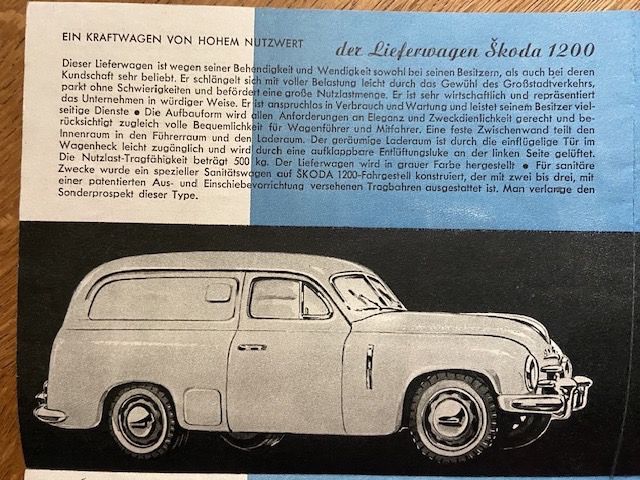 EIN KRAFTWAGEN VON HOHEM NUTZWERT
der Lieferwagen Škoda 1200
Dieser Lieferwagen ist wegen seiner Behendigkeit und Wendigkeit sowohl bei seinen Besitzern, als auch bei deren
Kundschaft sehr beliebt. Er schlängelt sich mit voller Belastung leicht durch das Gewühl des Großstadtverkehrs,
parkt ohne Schwierigkeiten und befördert eine große Nutzlastmenge. Er ist sehr wirtschaftlich und repräsentiert
das Unternehmen in würdiger Weise. Er ist anspruchlos in Verbrauch und Wartung und leistet seinem Besitzer viel-
seitige Dienste • Die Aufbauform wird allen Anforderungen an Eleganz und Zweckdienlichkeit gerecht und be-
rücksichtigt zugleich volle Bequemlichkeit für Wagenführer und Mitfahrer. Eine feste Zwischenwand teilt den
Innenraum in den Führerraum und den Laderaum. Der geräumige Laderaum ist durch die einflügelige Tür im
Wagenheck leicht zugänglich und wird durch eine aufklappbare Entlüftungsluke an der linken Seite gelüftet.
Die Nutzlast-Tragfähigkeit beträgt 500 kg. Der Lieferwagen wird in grauer Farbe hergestellt • Für sanitäre
Zwecke wurde ein spezieller Sanitätswagen auf ŠKODA 1200-Fahrgestell konstruiert, der mit zwei bis drei, mit
einer patentierten Aus- und Einschiebevorrichtung versehenen Tragbahren ausgestattet ist. Man verlange den
Sonderprospekt dieser Type.